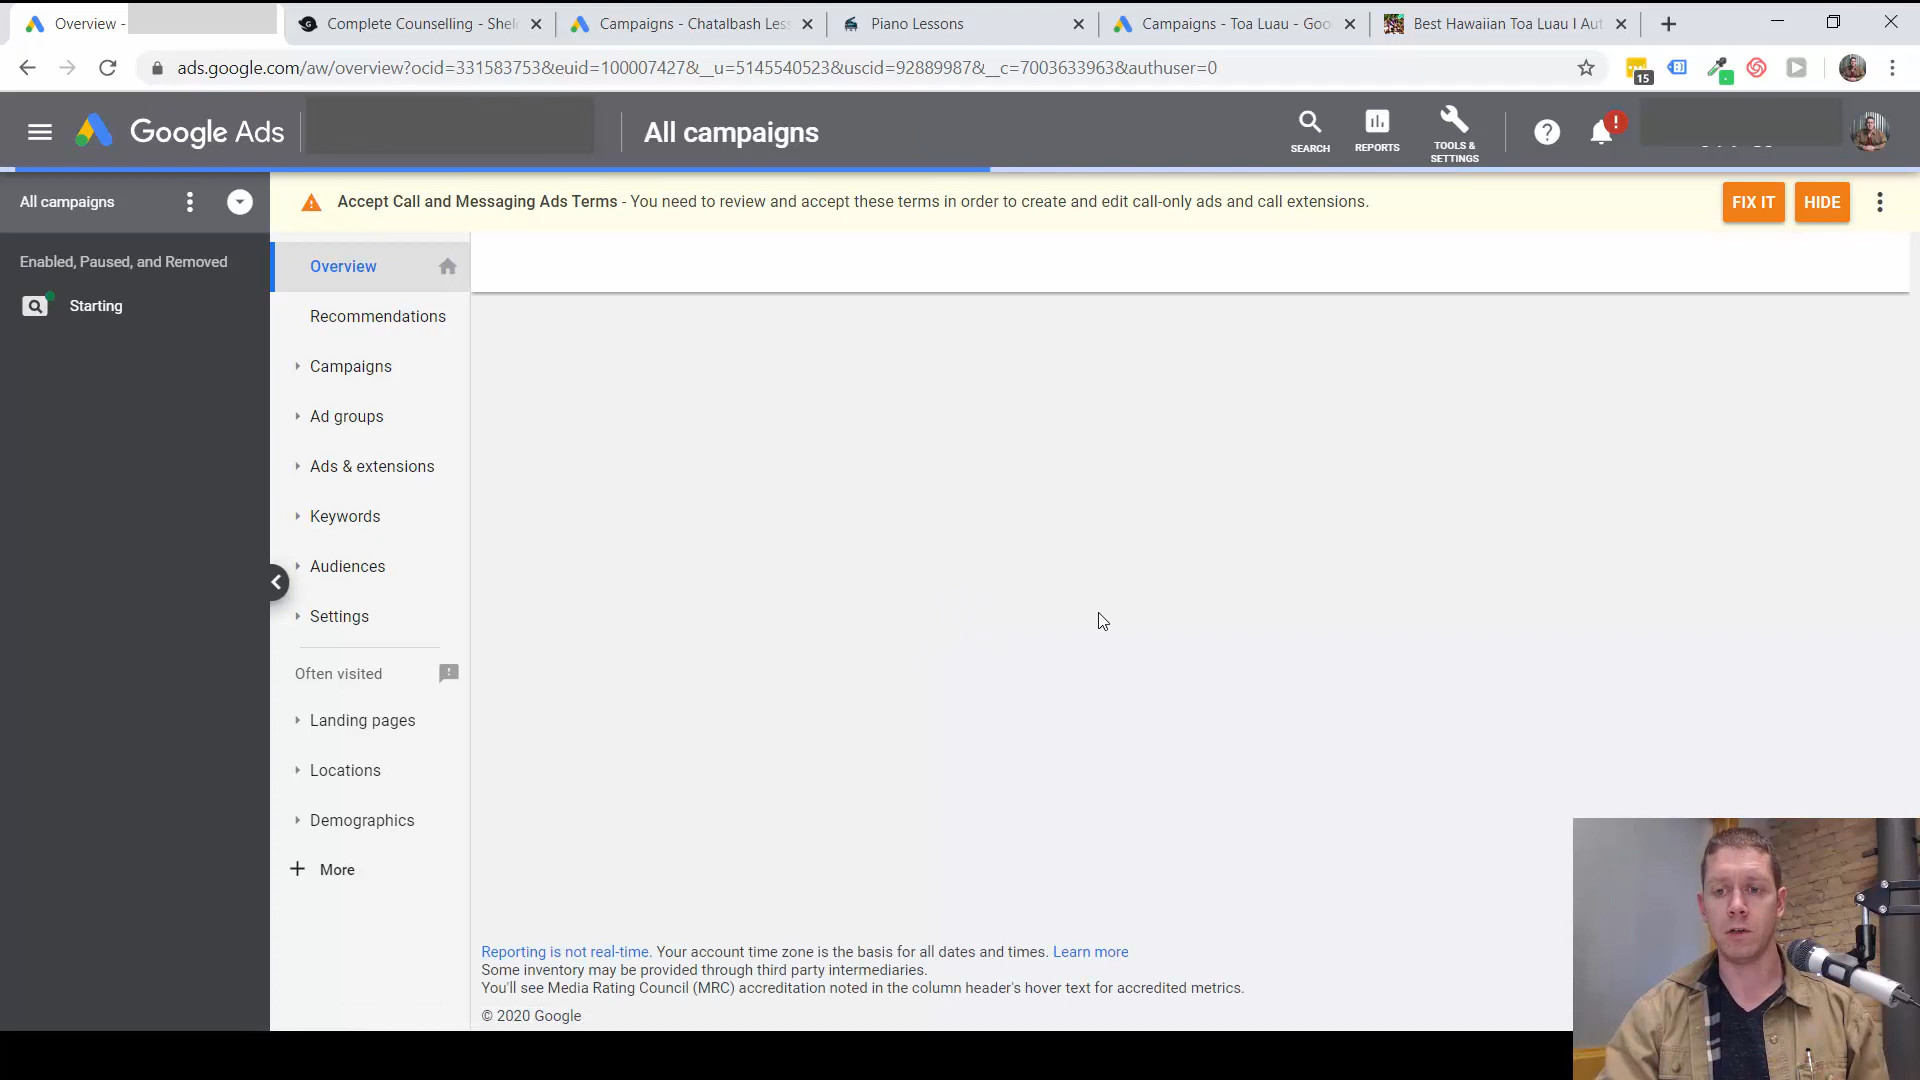 Overview -
Complete Counselling - Shel
Campaigns - Chatalbash Less
Piano Lessons
Campaigns - Toa Luau - Goo
Best Hawaiian Toa Luau I Aut
ads.google.com/aw/overview?ocid=331583753&euid=100007427&__u=5145540523&uscid=92889987&__c=7003633963&authuser=0
15
Google Ads
All campaigns
SEARCH
REPORTS
TOOLS &
SETTINGS
All campaigns
Accept Call and Messaging Ads Terms - You need to review and accept these terms in order to create and edit call-only ads and call extensions.
FIX IT
HIDE
Enabled, Paused, and Removed
Starting
Overview
Recommendations
Campaigns
Ad groups
Ads & extensions
Keywords
Audiences
Settings
Often visited
Landing pages
Locations
Demographics
+ More
Reporting is not real-time. Your account time zone is the basis for all dates and times. Learn more
Some inventory may be provided through third party intermediaries.
You'll see Media Rating Council (MRC) accreditation noted in the column header's hover text for accredited metrics.
© 2020 Google